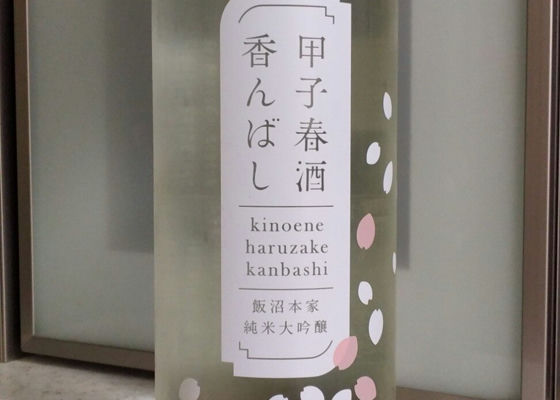 甲子春酒
香んばし
kinoene
haruzake
kanbashi
飯沼本家
純米大吟醸